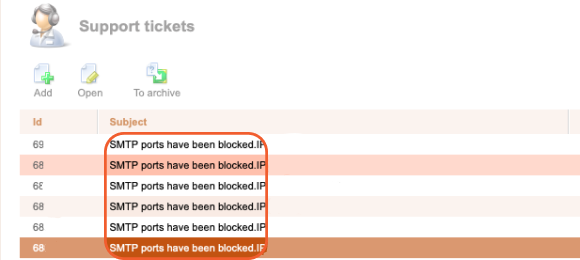 Support tickets
Add Open To archive
Id Subject
69 SMTP ports have been blocked.IP
68 SMTP ports have been blocked.IP
68 SMTP ports have been blocked.IP
68 SMTP ports have been blocked.IP
68 SMTP ports have been blocked.IP
68 SMTP ports have been blocked.IP